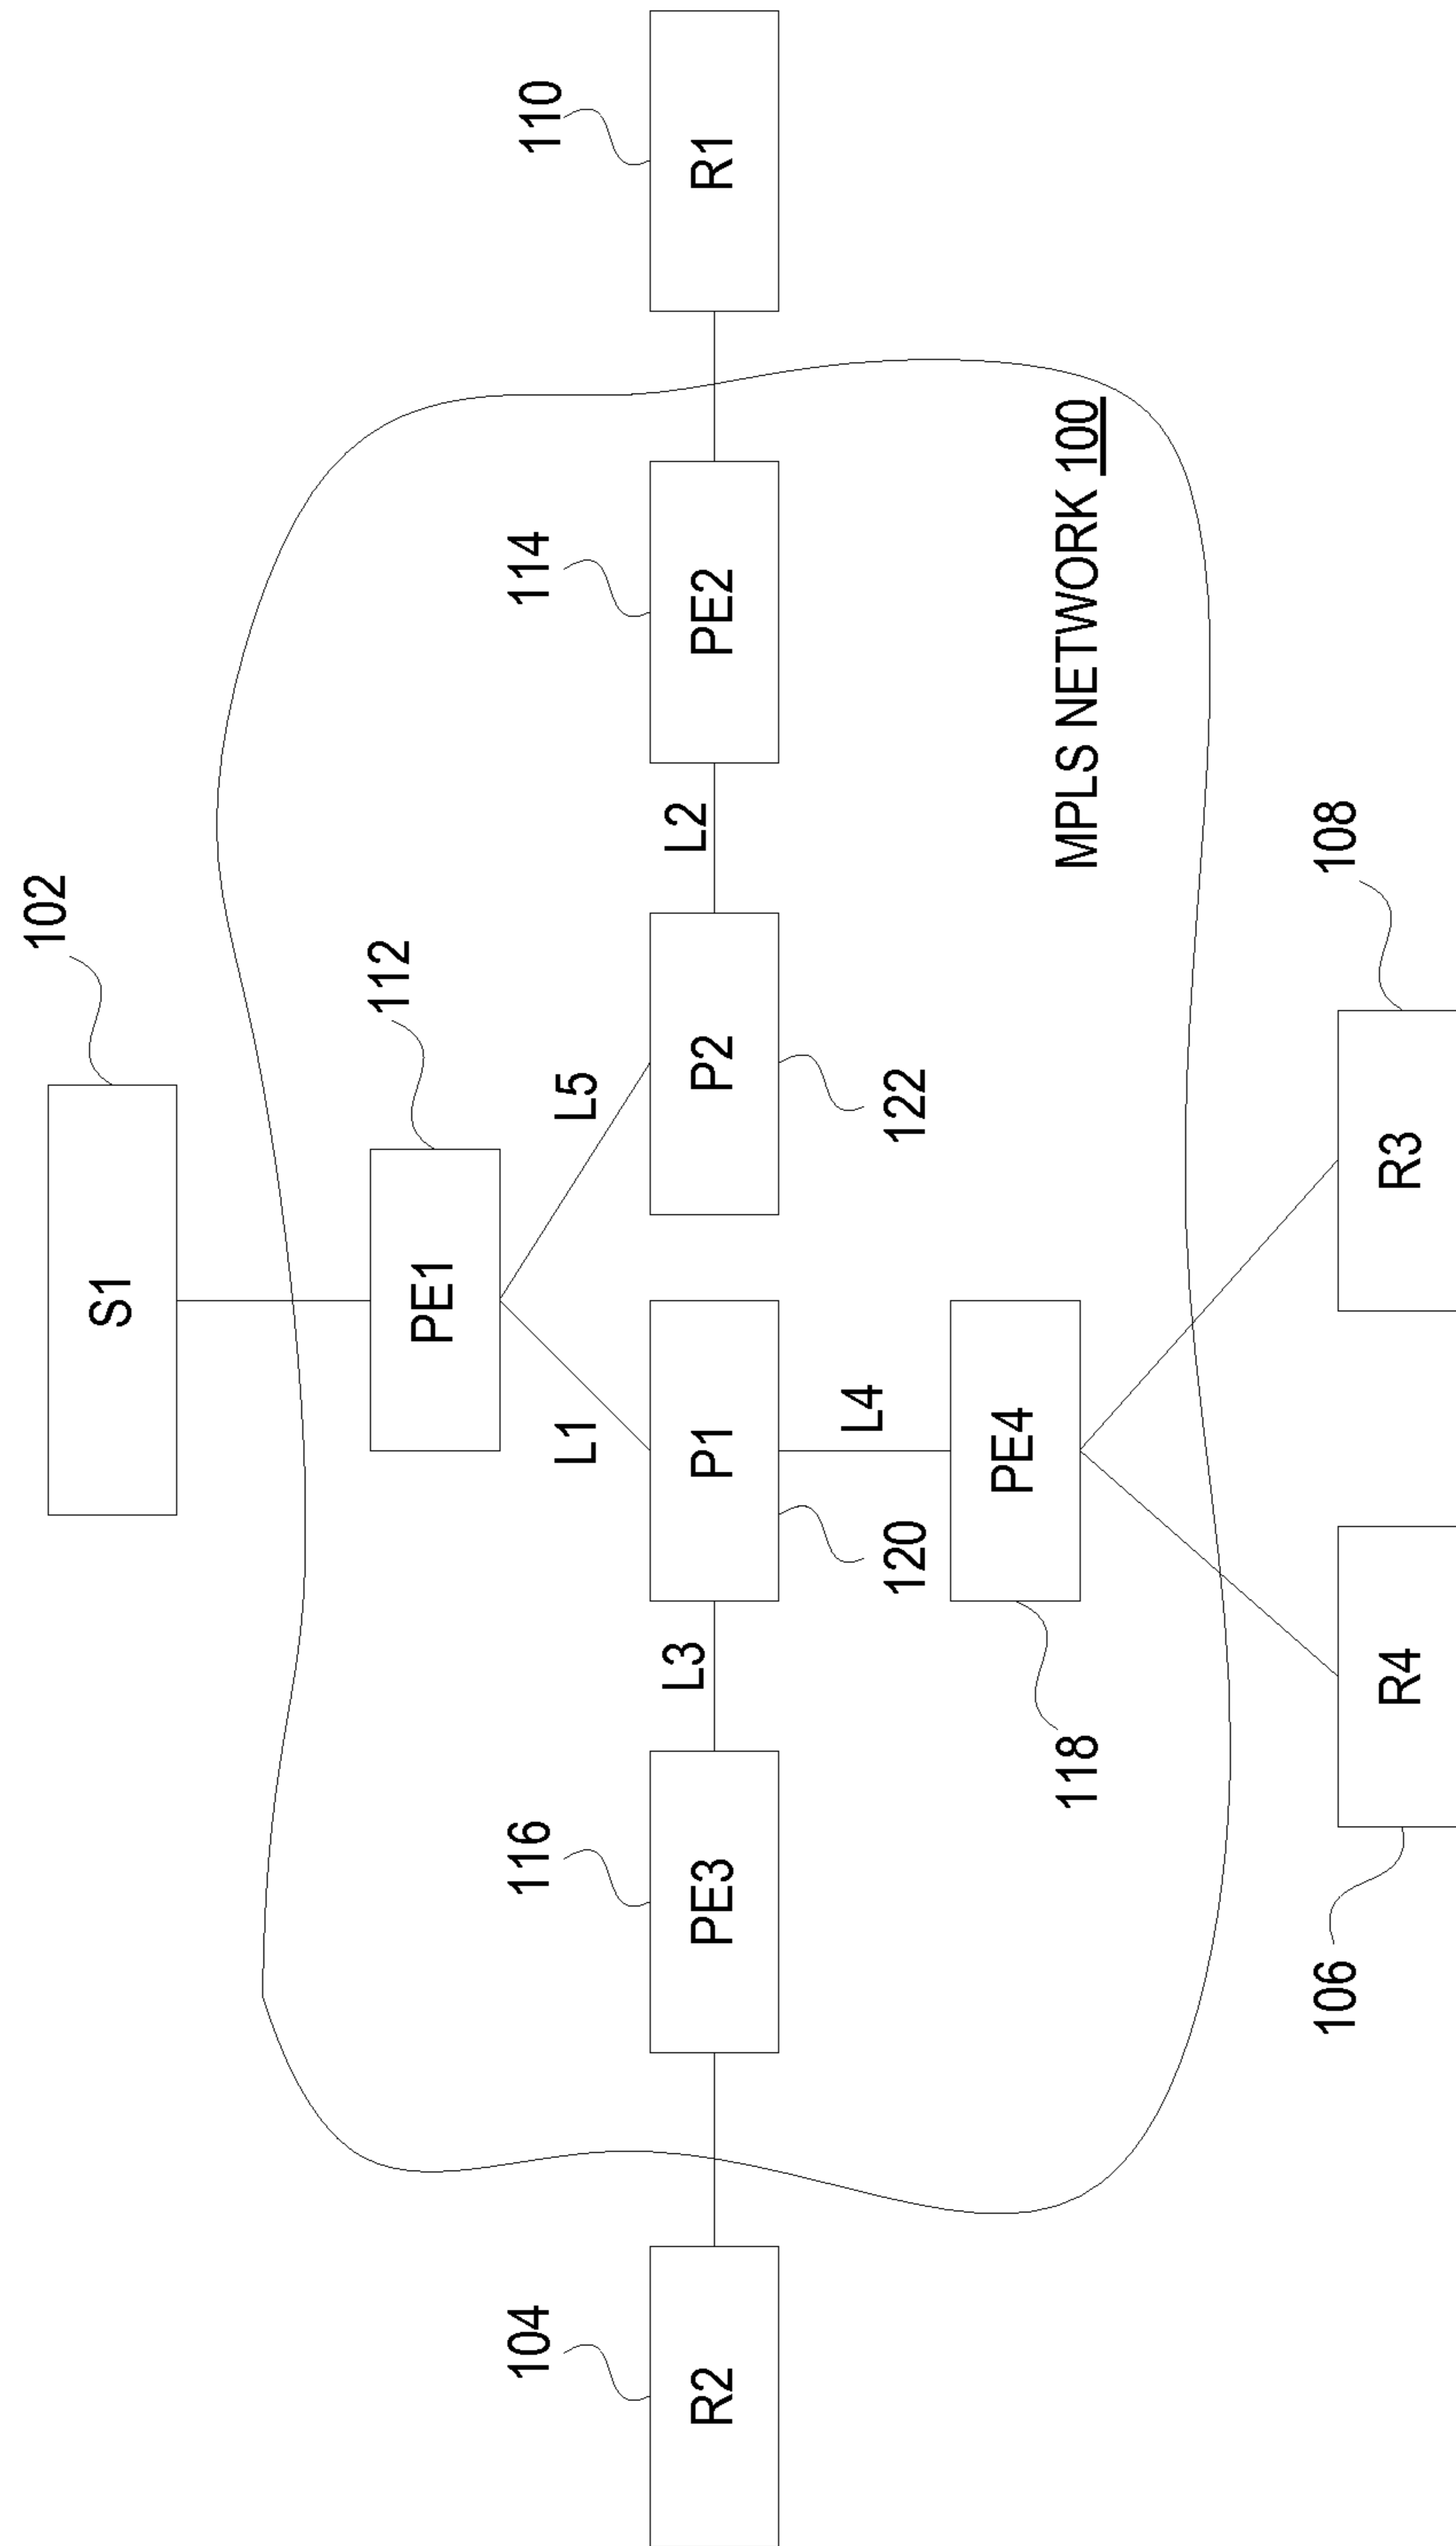 102
S1
112
PE1
L1
L5
104
116
114
110
R2
PE3
L3
P1
P2
L2
PE2
R1
120
122
L4
118
PE4
MPLS NETWORK 100
106
108
R4
R3